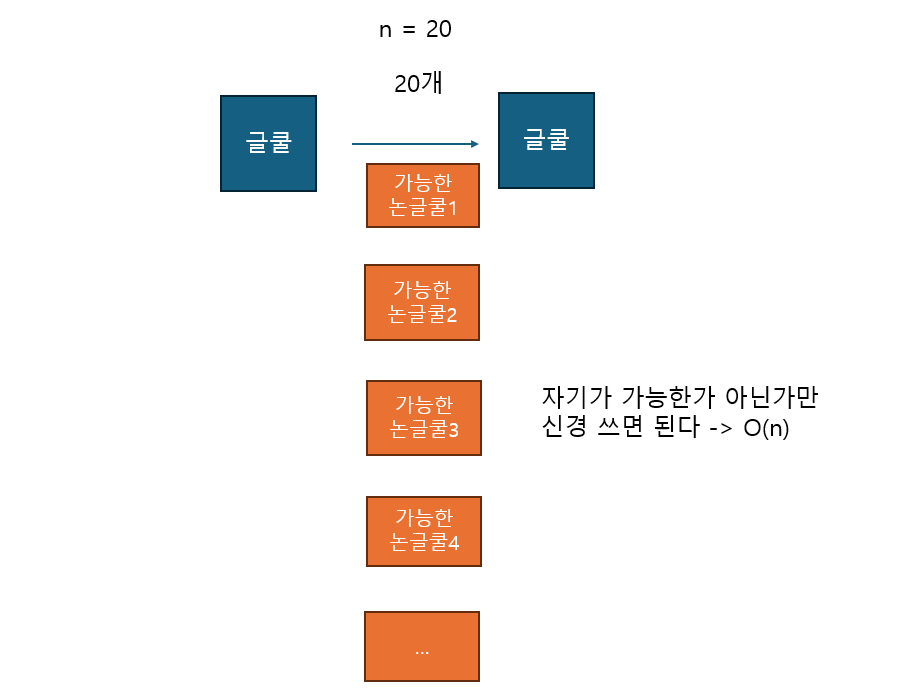 n = 20
20개
글쿨
글쿨
가능한
논글쿨1
가능한
논글쿨2
가능한
논글쿨3
자기가 가능한가 아닌가만
신경 쓰면 된다 -> O(n)
가능한
논글쿨4
...